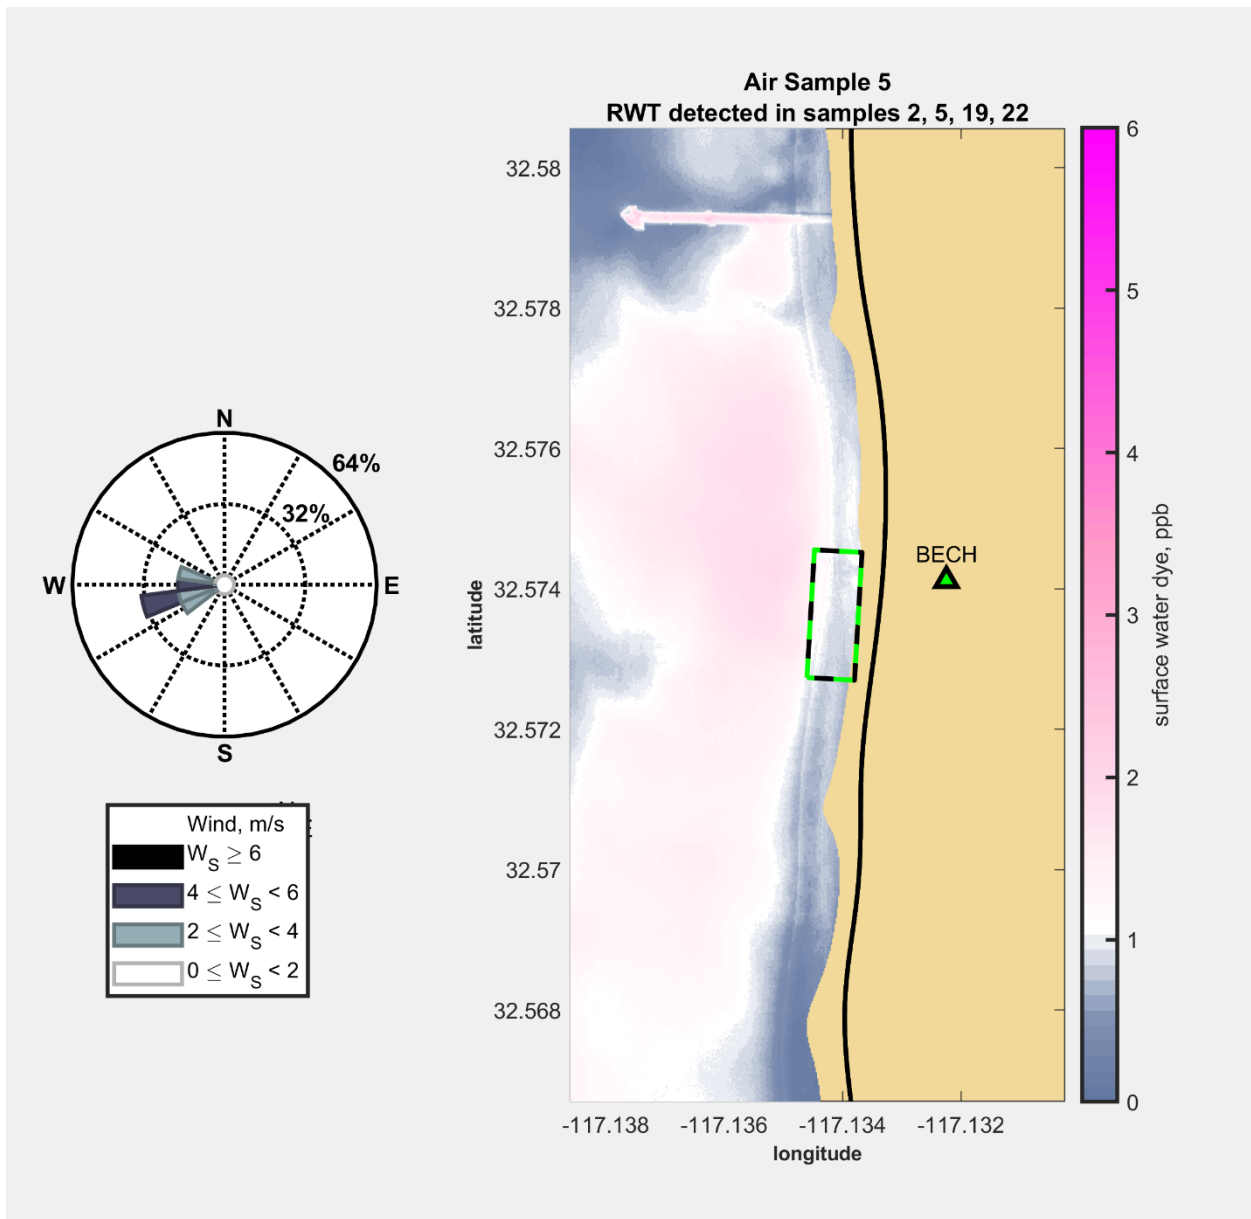 Air Sample 5
RWT detected in samples 2, 5, 19, 22
N
64%
32%
W
E
S
Wind, m/s
W_S ≥ 6
4 ≤ W_S < 6
2 ≤ W_S < 4
0 ≤ W_S < 2
32.58
32.578
32.576
32.574
32.572
32.57
32.568
latitude
BECH
-117.138
-117.136
-117.134
-117.132
longitude
6
5
4
3
2
1
0
surface water dye, ppb